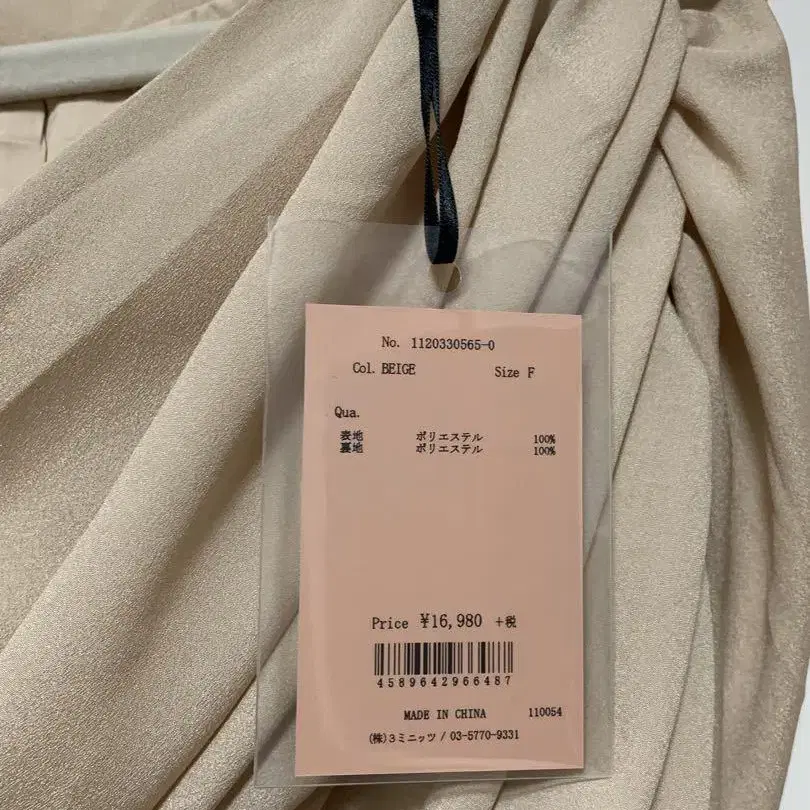 No. 1120330565-0
Col. BEIGE Size F
Qua.
表地 ポリエステル 100%
裏地 ポリエステル 100%
Price ¥16,980 +税
4589642966487
MADE IN CHINA 110054
(株)3ミニッツ / 03-5770-9331